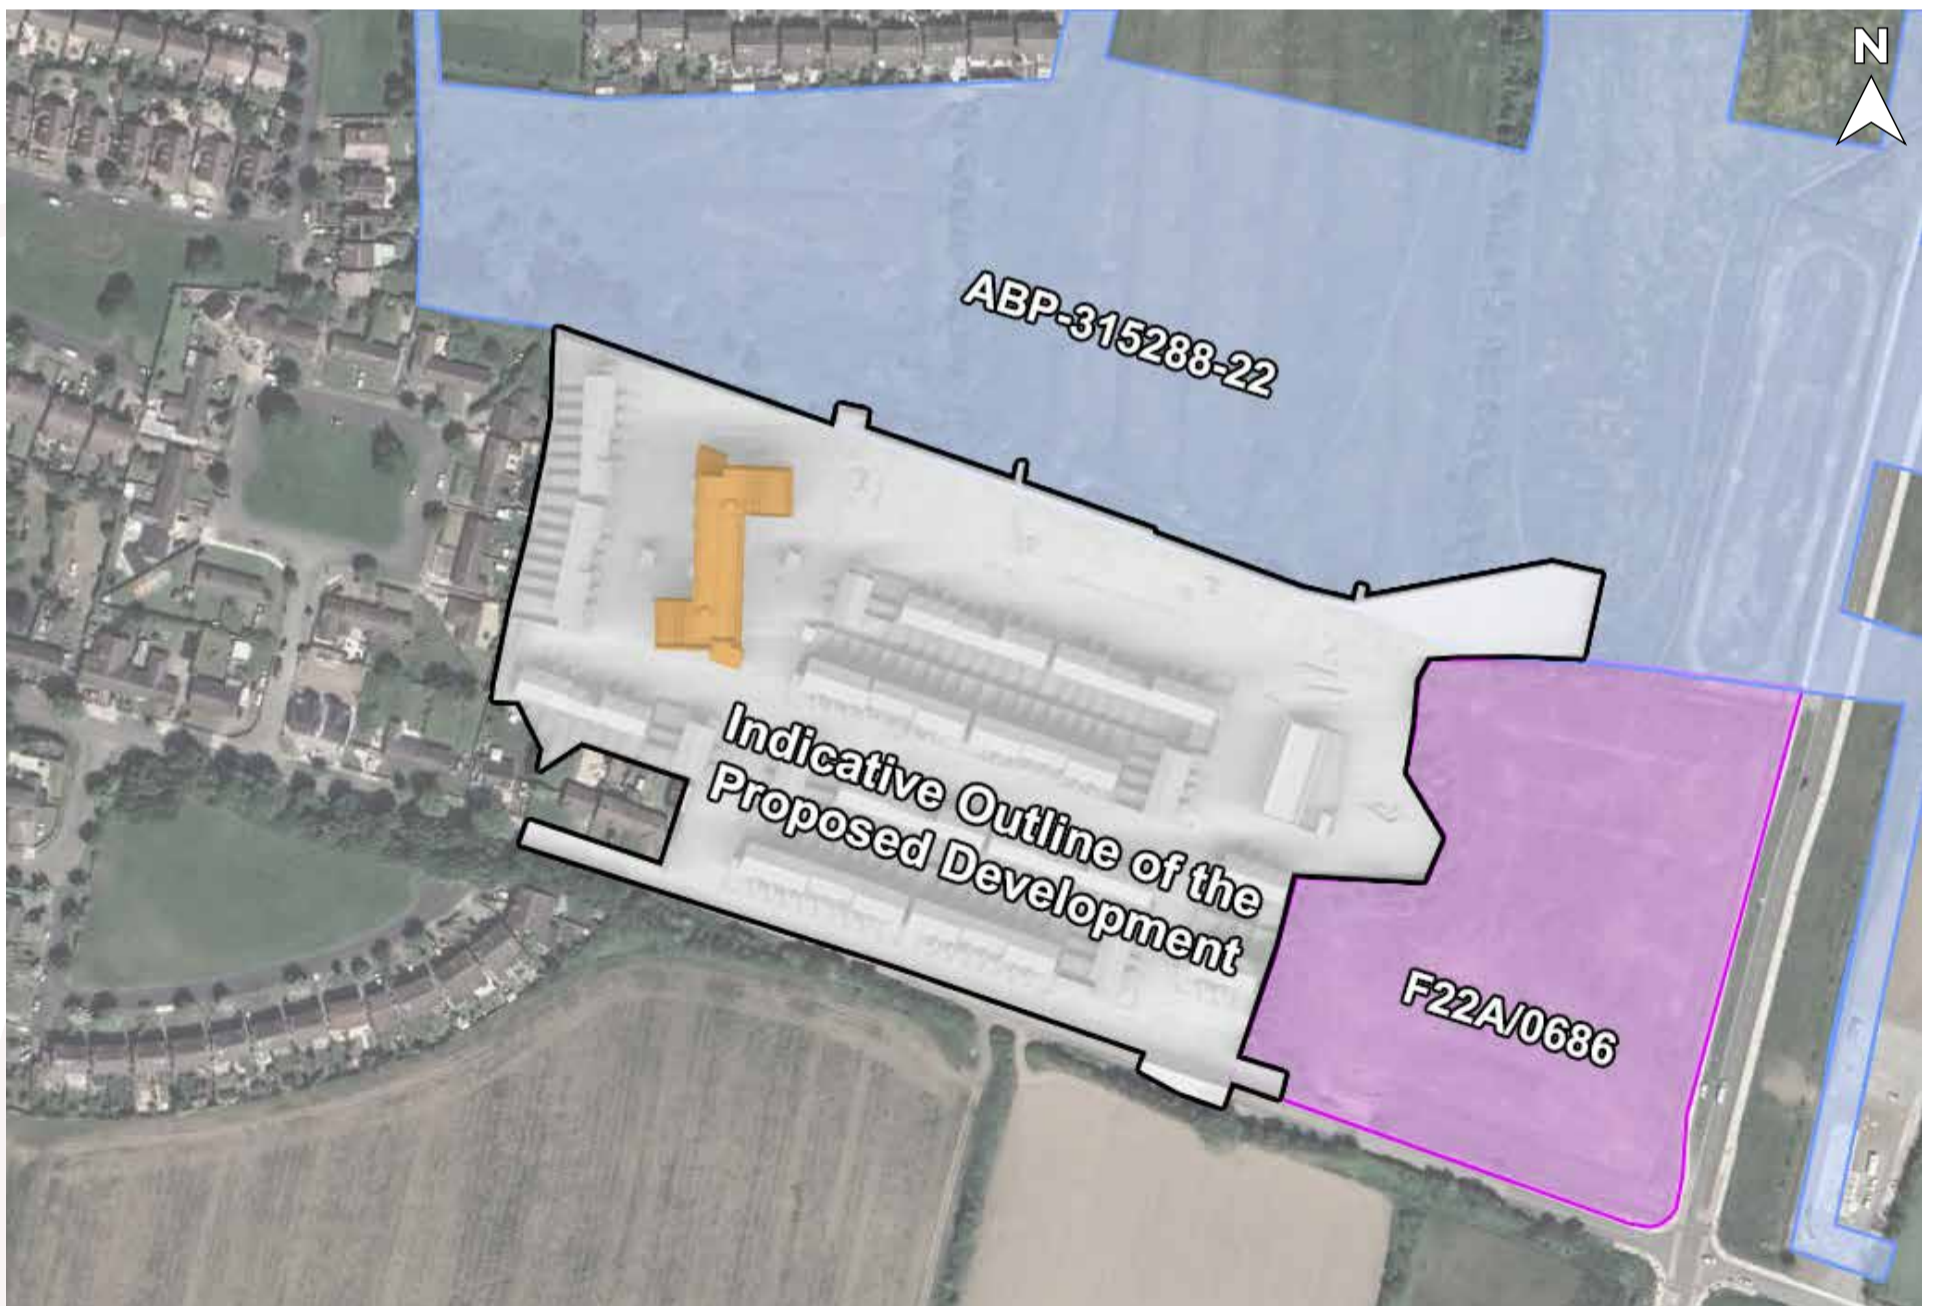 N
ABP-315288-22
Indicative Outline of the
Proposed Development
F22A/0686